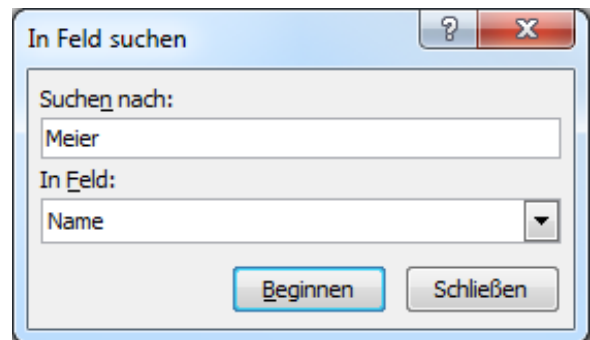 In Feld suchen ? X
Suchen nach:
Meier
In Feld:
Name
Beginnen Schließen